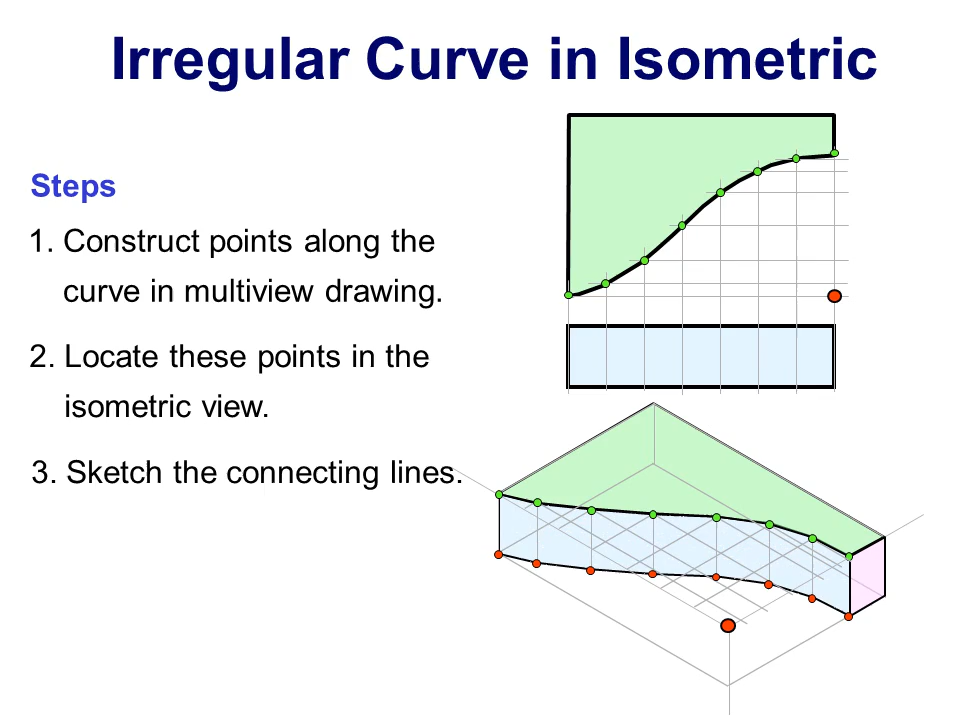 Irregular Curve in Isometric
Steps
1. Construct points along the
curve in multiview drawing.
2. Locate these points in the
isometric view.
3. Sketch the connecting lines.